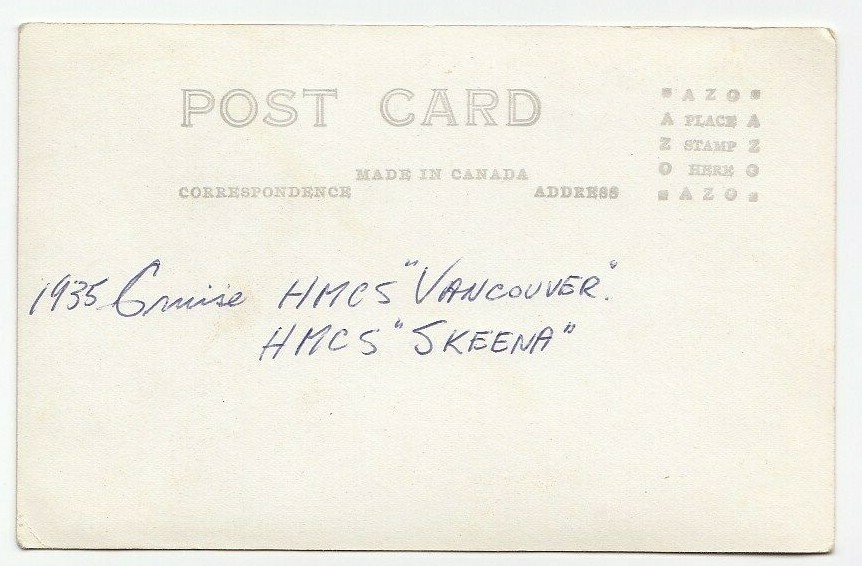 POST CARD
MADE IN CANADA
CORRESPONDENCE ADDRESS
AZO
A PLACE A
Z STAMP Z
O HERE O
AZO
1935 Cruise HMCS "VANCOUVER".
HMCS "SKEENA"